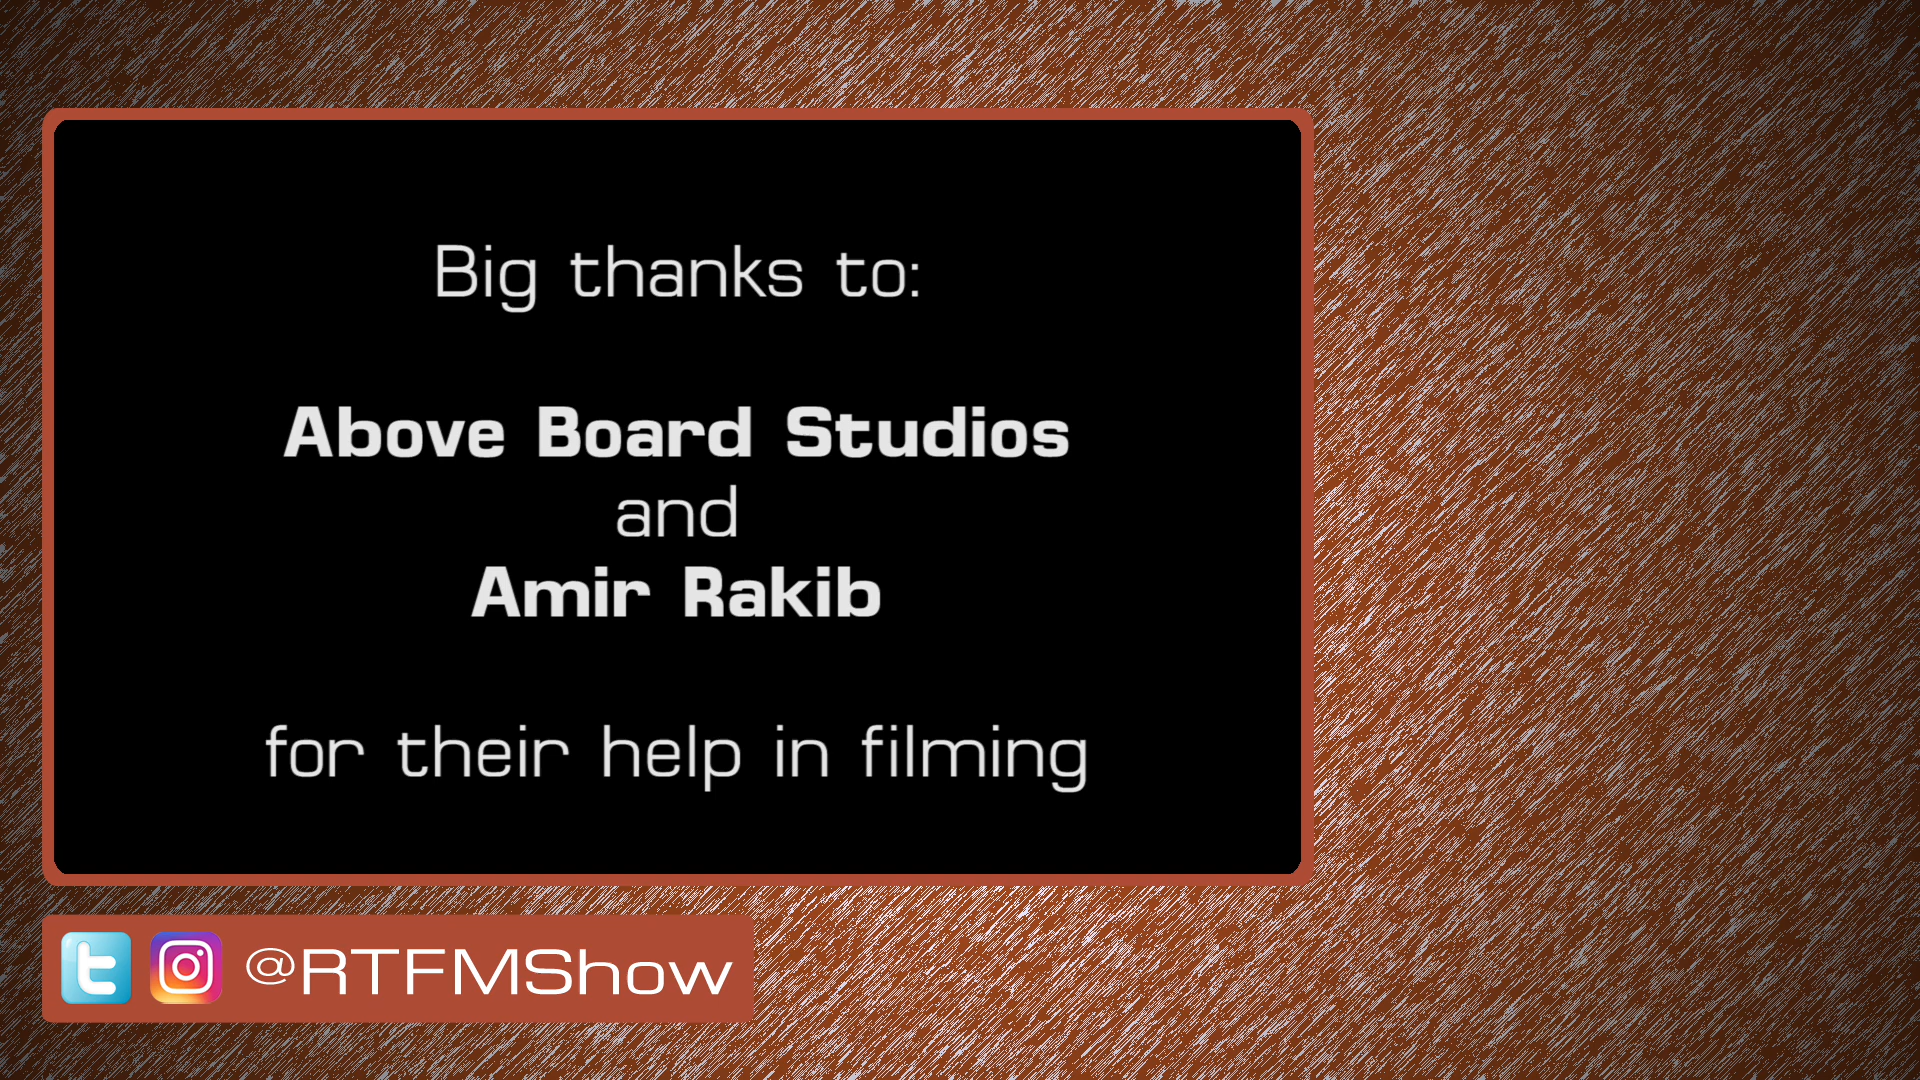 Big thanks to:
Above Board Studios
and
Amir Rakib
for their help in filming
@RTFMShow